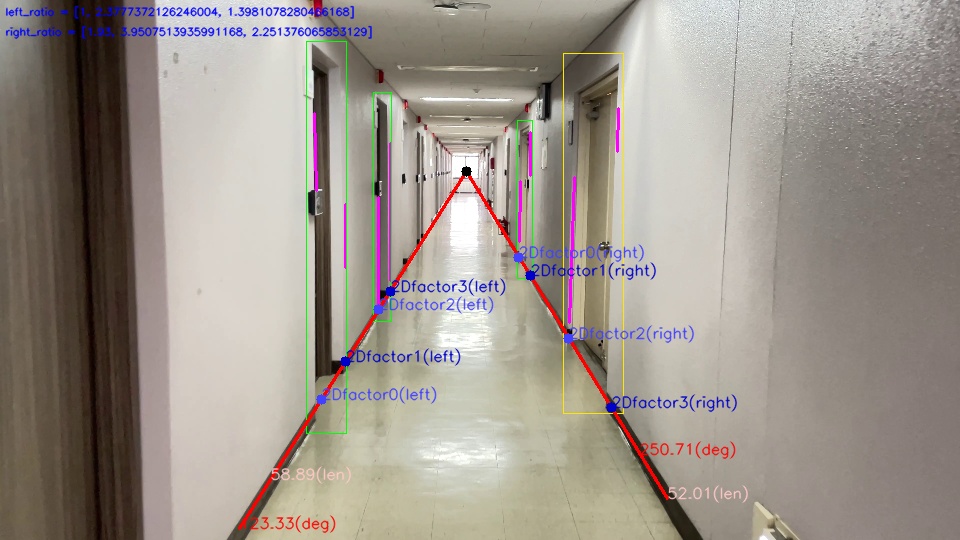 left_ratio = [1, 2.3777372126246004, 1.3981078280466168]
right_ratio = [1.85, 3.9507513935991168, 2.251376065853129]
2Dfactor0(right)
2Dfactor1(right)
2Dfactor3(left)
2Dfactor2(left)
2Dfactor2(right)
2Dfactor1(left)
2Dfactor0(left)
2Dfactor3(right)
250.71(deg)
58.89(len)
52.01(len)
23.33(deg)